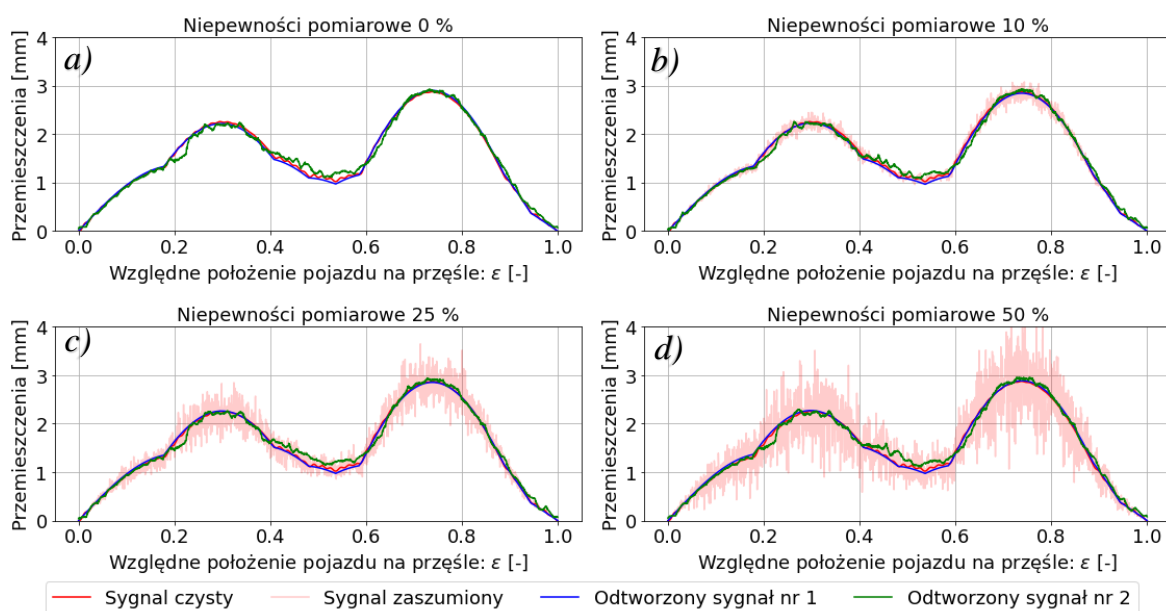 Niepewności pomiarowe 0 %
a)
Przemieszczenia [mm]
4
3
2
1
0
0.0 0.2 0.4 0.6 0.8 1.0
Względne położenie pojazdu na przęśle: ε [-]
Niepewności pomiarowe 10 %
b)
Przemieszczenia [mm]
4
3
2
1
0
0.0 0.2 0.4 0.6 0.8 1.0
Względne położenie pojazdu na przęśle: ε [-]
Niepewności pomiarowe 25 %
c)
Przemieszczenia [mm]
4
3
2
1
0
0.0 0.2 0.4 0.6 0.8 1.0
Względne położenie pojazdu na przęśle: ε [-]
Niepewności pomiarowe 50 %
d)
Przemieszczenia [mm]
4
3
2
1
0
0.0 0.2 0.4 0.6 0.8 1.0
Względne położenie pojazdu na przęśle: ε [-]
Sygnal czysty Sygnal zaszumiony Odtworzony sygnał nr 1 Odtworzony sygnał nr 2